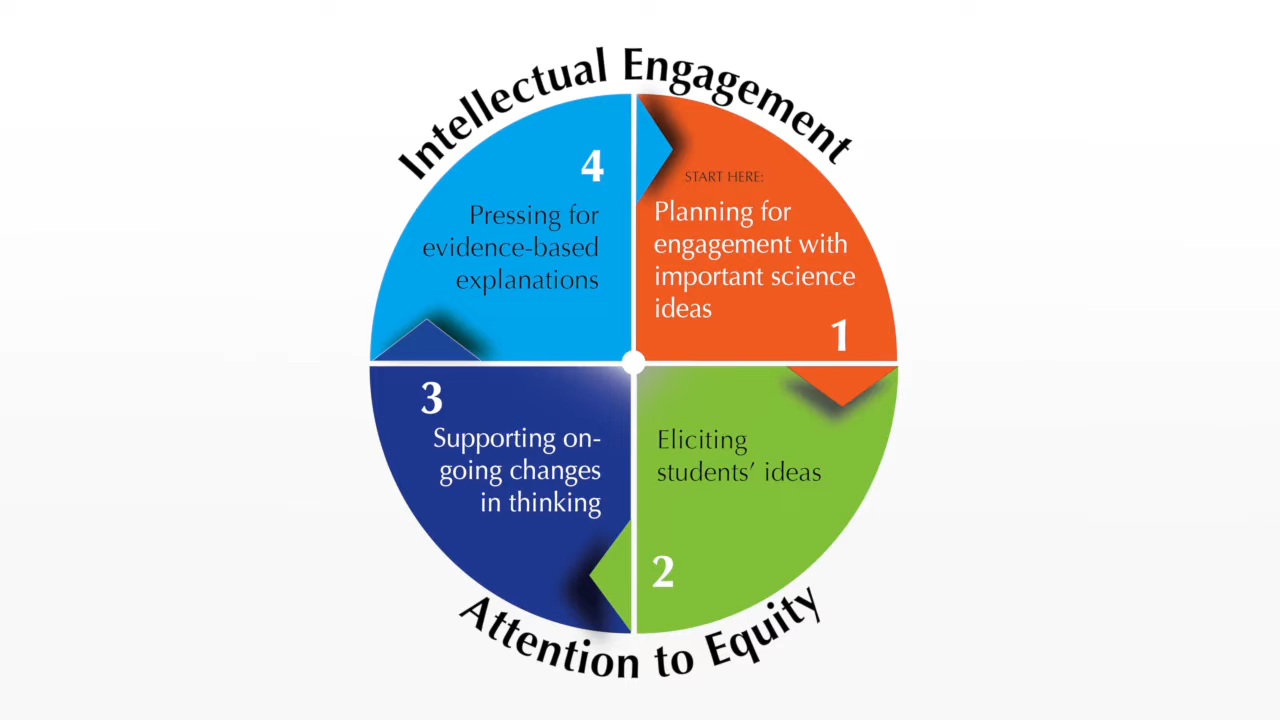 Intellectual Engagement
START HERE:
Planning for
engagement with
important science
ideas
1
Eliciting
students’ ideas
2
3
Supporting on-
going changes
in thinking
4
Pressing for
evidence-based
explanations
Attention to Equity